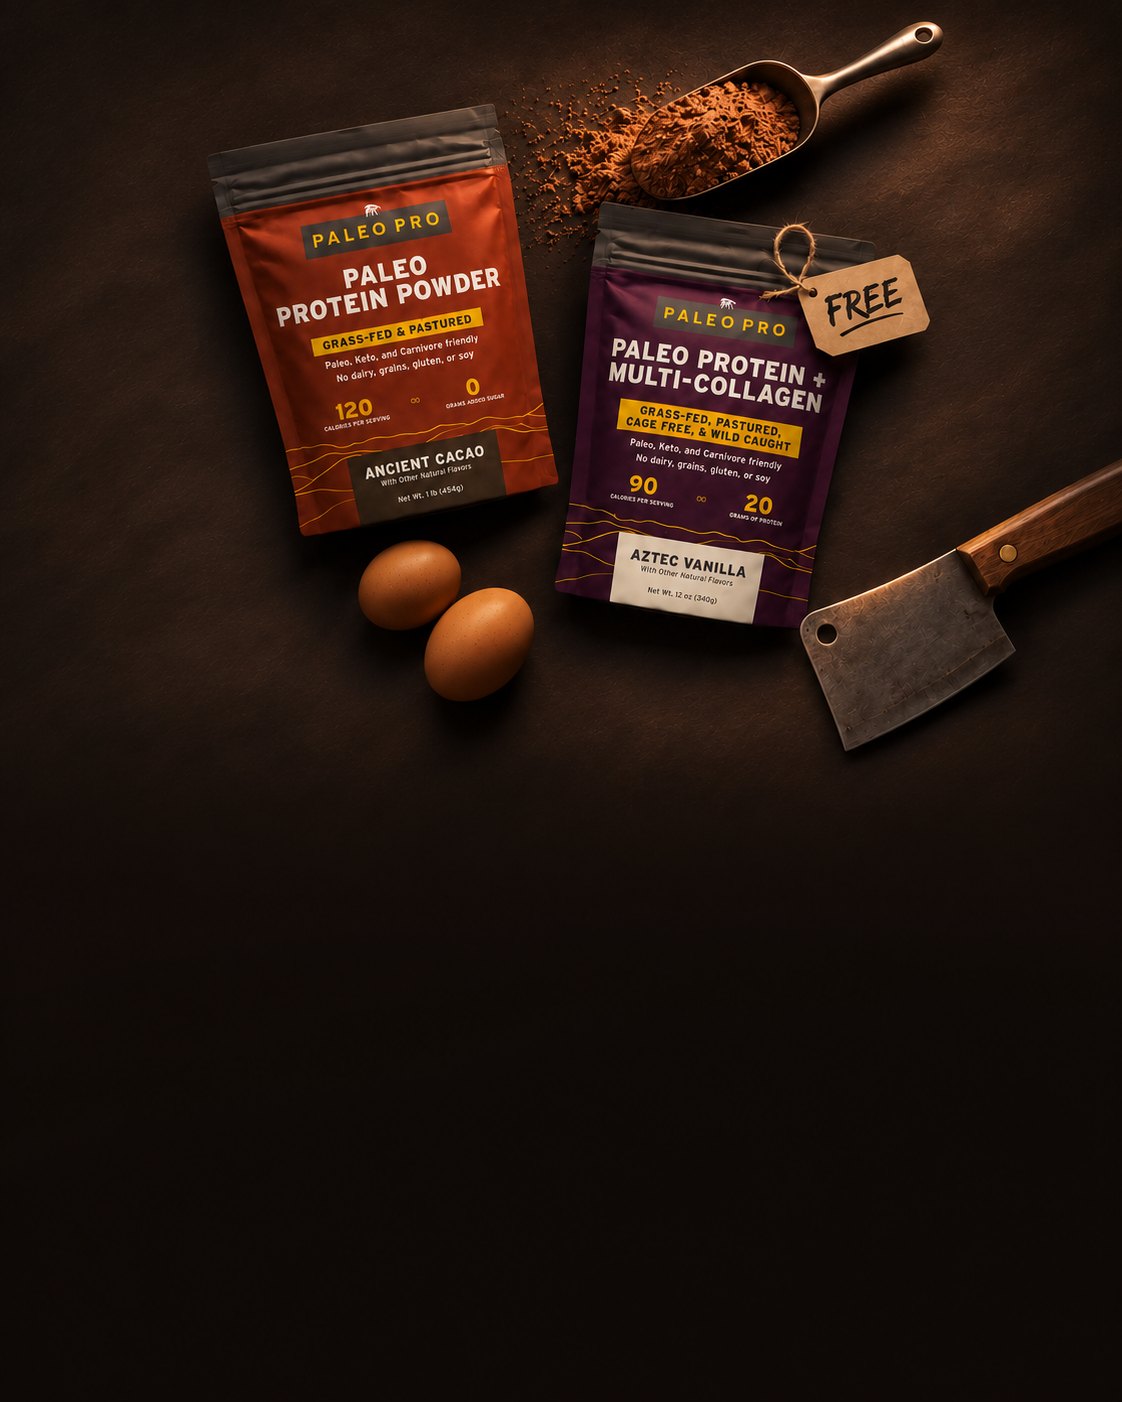 PALEO PRO
PALEO
PROTEIN POWDER
GRASS-FED & PASTURED
Paleo, Keto, and Carnivore friendly
No dairy, grains, gluten, or soy
120
CALORIES PER SERVING
0
GRAMS ADDED SUGAR
ANCIENT CACAO
With Other Natural Flavors
Net Wt. 1 lb (454g)
FREE
PALEO PRO
PALEO PROTEIN +
MULTI-COLLAGEN
GRASS-FED, PASTURED,
CAGE FREE, & WILD CAUGHT
Paleo, Keto, and Carnivore friendly
No dairy, grains, gluten, or soy
90
CALORIES PER SERVING
20
GRAMS OF PROTEIN
AZTEC VANILLA
With Other Natural Flavors
Net Wt. 12 oz (340g)